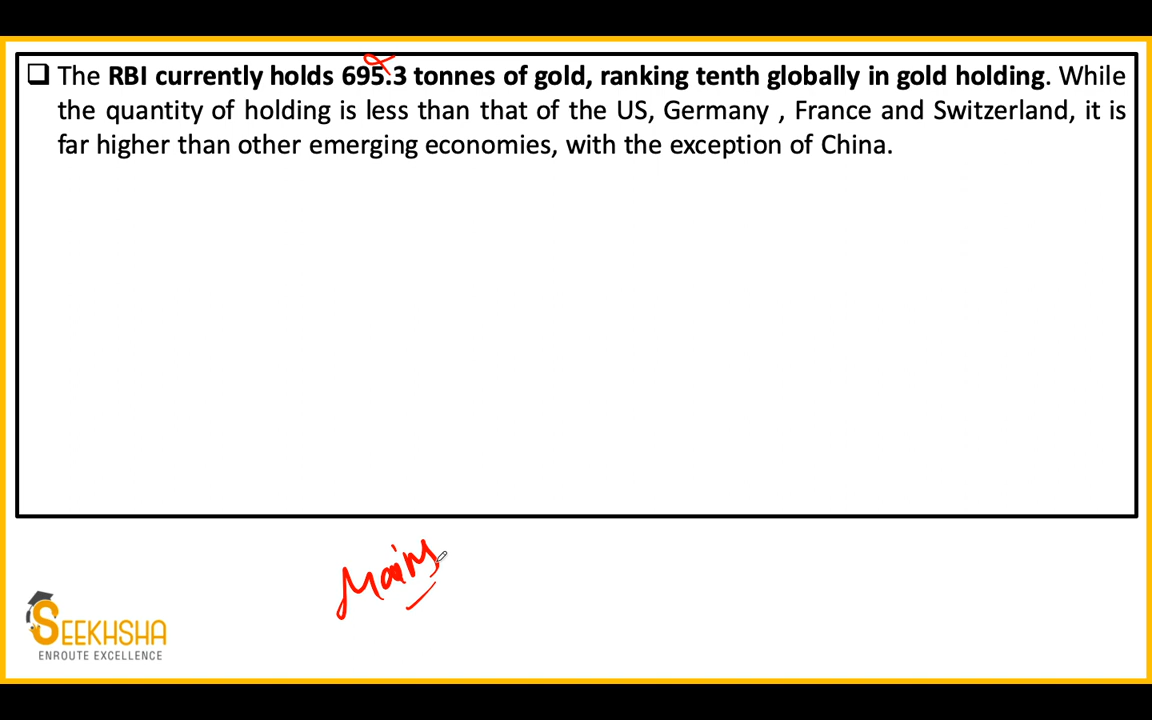 The RBI currently holds 695.3 tonnes of gold, ranking tenth globally in gold holding. While
the quantity of holding is less than that of the US, Germany , France and Switzerland, it is
far higher than other emerging economies, with the exception of China.
Mains
SEEKHSHA
ENROUTE EXCELLENCE